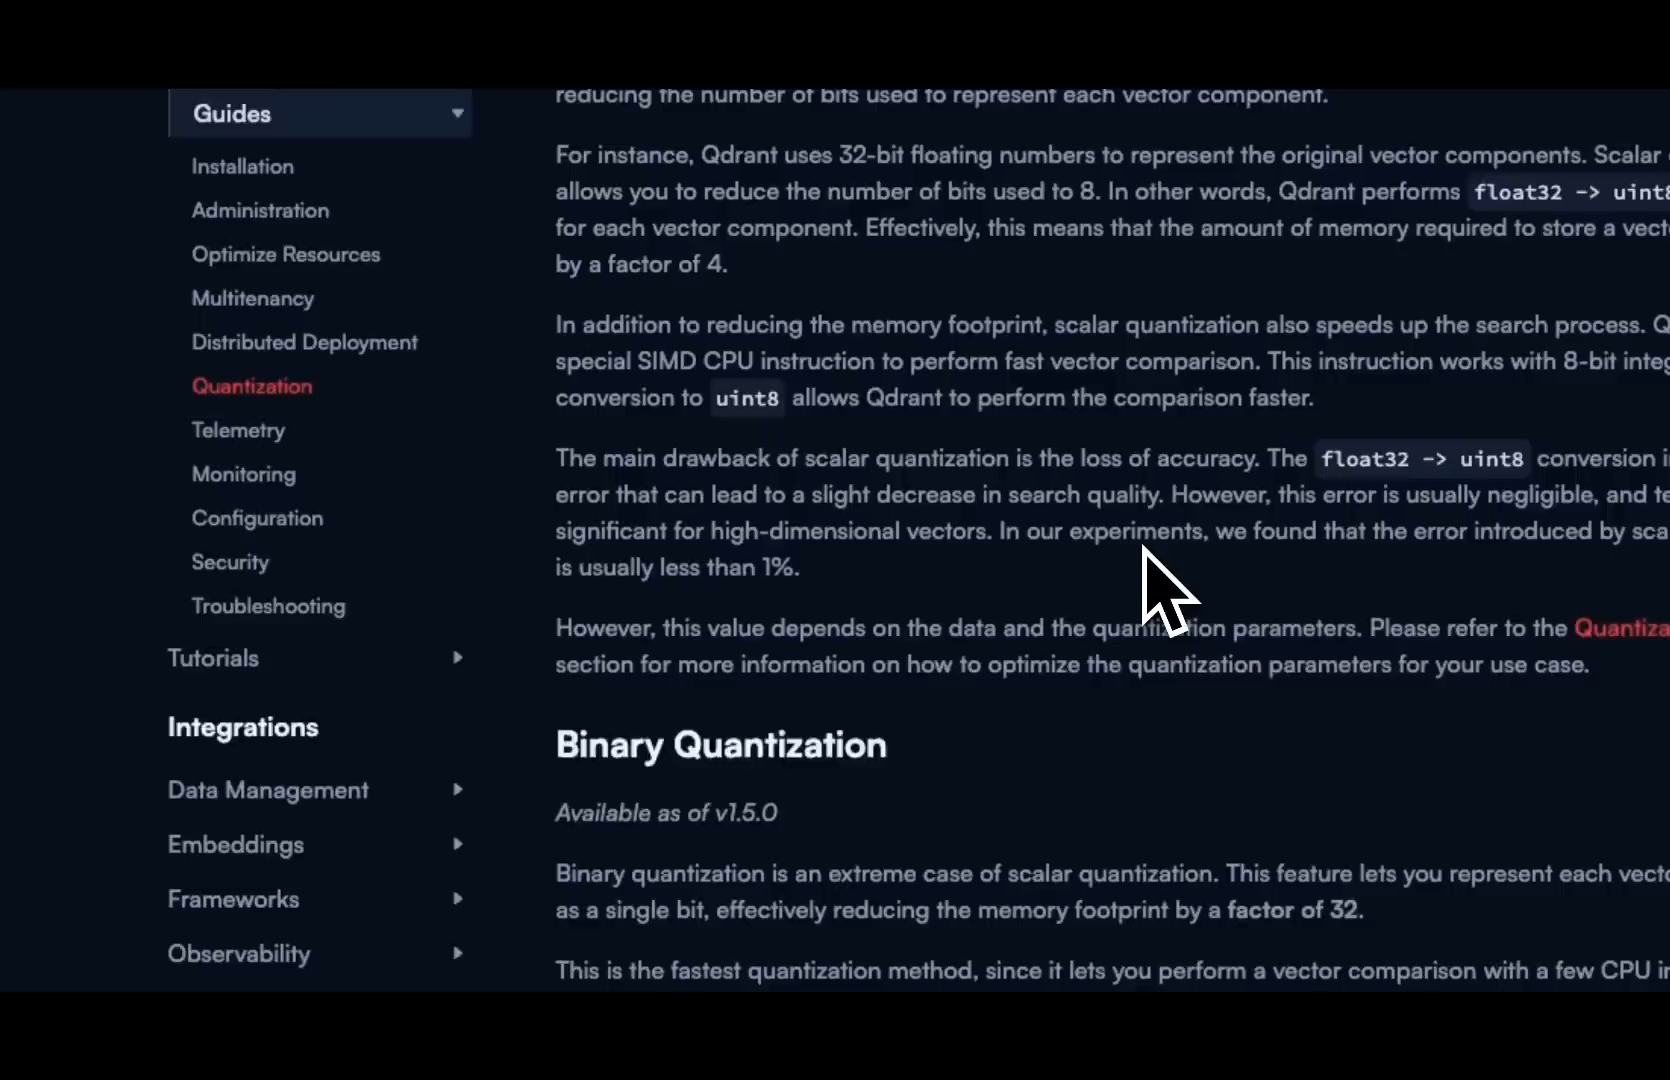 Guides
Installation
Administration
Optimize Resources
Multitenancy
Distributed Deployment
Quantization
Telemetry
Monitoring
Configuration
Security
Troubleshooting
Tutorials
Integrations
Data Management
Embeddings
Frameworks
Observability
reducing the number of bits used to represent each vector component.
For instance, Qdrant uses 32-bit floating numbers to represent the original vector components. Scalar
allows you to reduce the number of bits used to 8. In other words, Qdrant performs float32 -> uint8
for each vector component. Effectively, this means that the amount of memory required to store a
by a factor of 4.
In addition to reducing the memory footprint, scalar quantization also speeds up the search process.
special SIMD CPU instruction to perform fast vector comparison. This instruction works with 8-bit
conversion to uint8 allows Qdrant to perform the comparison faster.
The main drawback of scalar quantization is the loss of accuracy. The float32 -> uint8 conversion
error that can lead to a slight decrease in search quality. However, this error is usually negligible, and
significant for high-dimensional vectors. In our experiments, we found that the error introduced by
is usually less than 1%.
However, this value depends on the data and the quantization parameters. Please refer to the
section for more information on how to optimize the quantization parameters for your use case.
Binary Quantization
Available as of v1.5.0
Binary quantization is an extreme case of scalar quantization. This feature lets you represent each
as a single bit, effectively reducing the memory footprint by a factor of 32.
This is the fastest quantization method, since it lets you perform a vector comparison with a few CPU